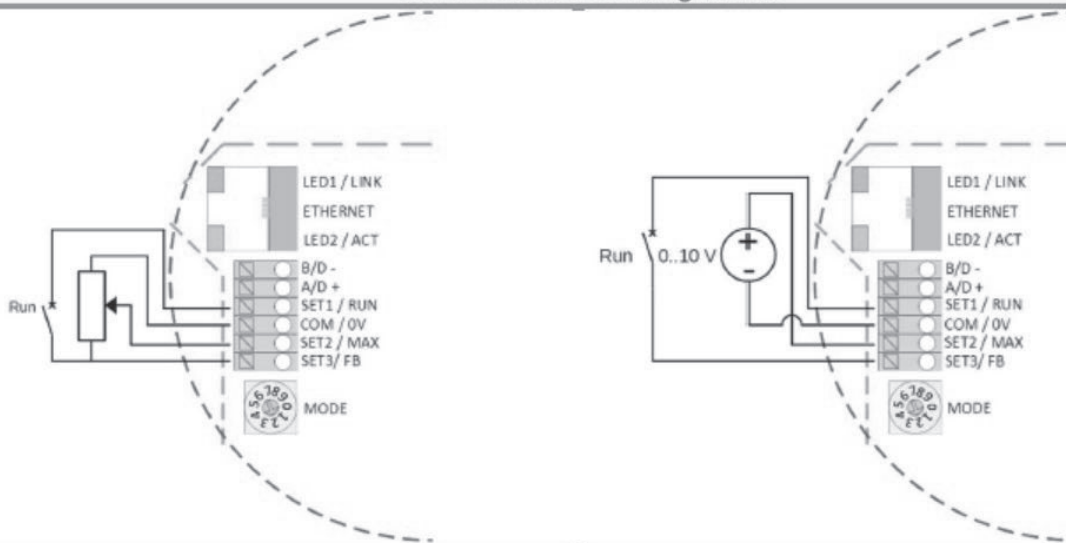 LED1 / LINK
ETHERNET
LED2 / ACT
B/D -
A/D +
SET1 / RUN
COM / 0V
SET2 / MAX
SET3/ FB
Run
MODE
LED1 / LINK
ETHERNET
LED2 / ACT
Run 0..10 V
B/D -
A/D +
SET1 / RUN
COM / 0V
SET2 / MAX
SET3/ FB
MODE